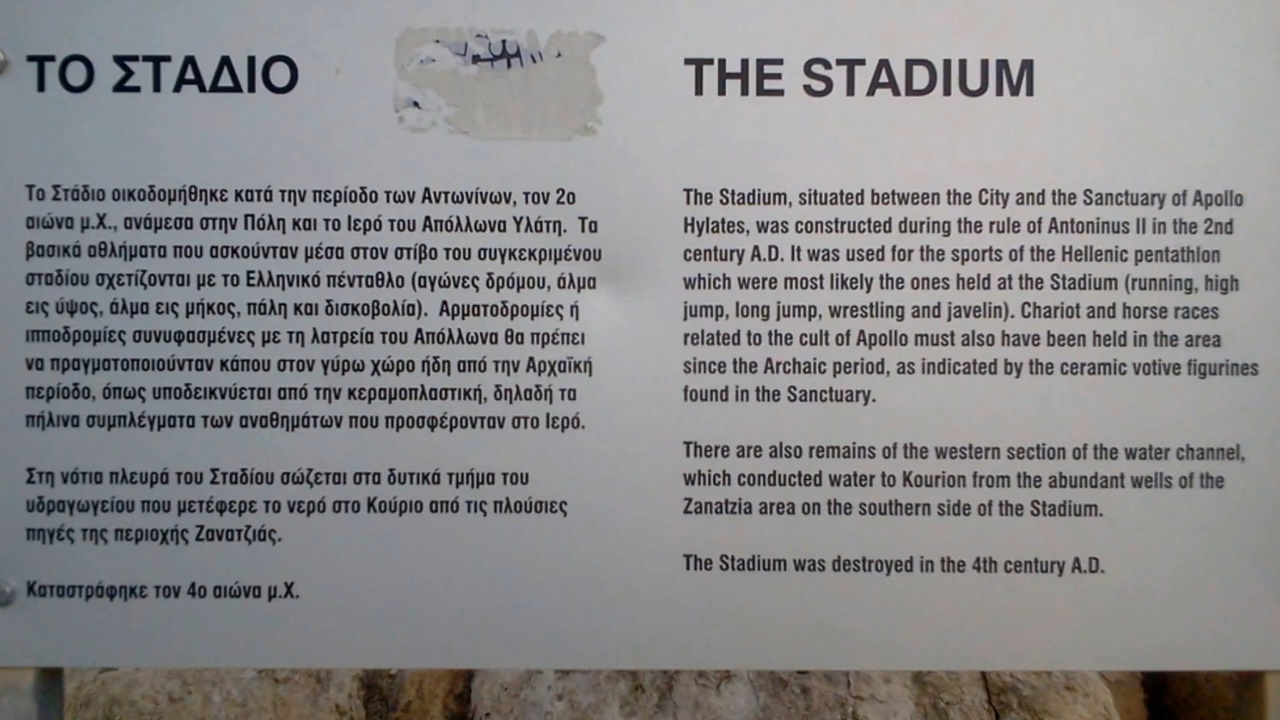 ΤΟ ΣΤΑΔΙΟ
Το Στάδιο οικοδομήθηκε κατά την περίοδο των Αντωνίνων, τον 2ο
αιώνα μ.Χ., ανάμεσα στην Πόλη και το Ιερό του Απόλλωνα Υλάτη. Τα
βασικά αθλήματα που ασκούνταν μέσα στον στίβο του συγκεκριμένου
σταδίου σχετίζονται με το Ελληνικό πένταθλο (αγώνες δρόμου, άλμα
εις ύψος, άλμα εις μήκος, πάλη και δισκοβολία). Αρματοδρομίες ή
ιπποδρομίες συνυφασμένες με τη λατρεία του Απόλλωνα θα πρέπει
να πραγματοποιούνταν κάπου στον γύρω χώρο ήδη από την Αρχαϊκή
περίοδο, όπως υποδεικνύεται από την κεραμοπλαστική, δηλαδή τα
πήλινα συμπλέγματα των αναθημάτων που προσφέρονταν στο Ιερό.
Στη νότια πλευρά του Σταδίου σώζεται στα δυτικά τμήμα του
υδραγωγείου που μετέφερε το νερό στο Κούριο από τις πλούσιες
πηγές της περιοχής Ζανατζιάς.
Καταστράφηκε τον 4ο αιώνα μ.Χ.
THE STADIUM
The Stadium, situated between the City and the Sanctuary of Apollo
Hylates, was constructed during the rule of Antoninus II in the 2nd
century A.D. It was used for the sports of the Hellenic pentathlon
which were most likely the ones held at the Stadium (running, high
jump, long jump, wrestling and javelin). Chariot and horse races
related to the cult of Apollo must also have been held in the area
since the Archaic period, as indicated by the ceramic votive figurines
found in the Sanctuary.
There are also remains of the western section of the water channel,
which conducted water to Kourion from the abundant wells of the
Zanatzia area on the southern side of the Stadium.
The Stadium was destroyed in the 4th century A.D.